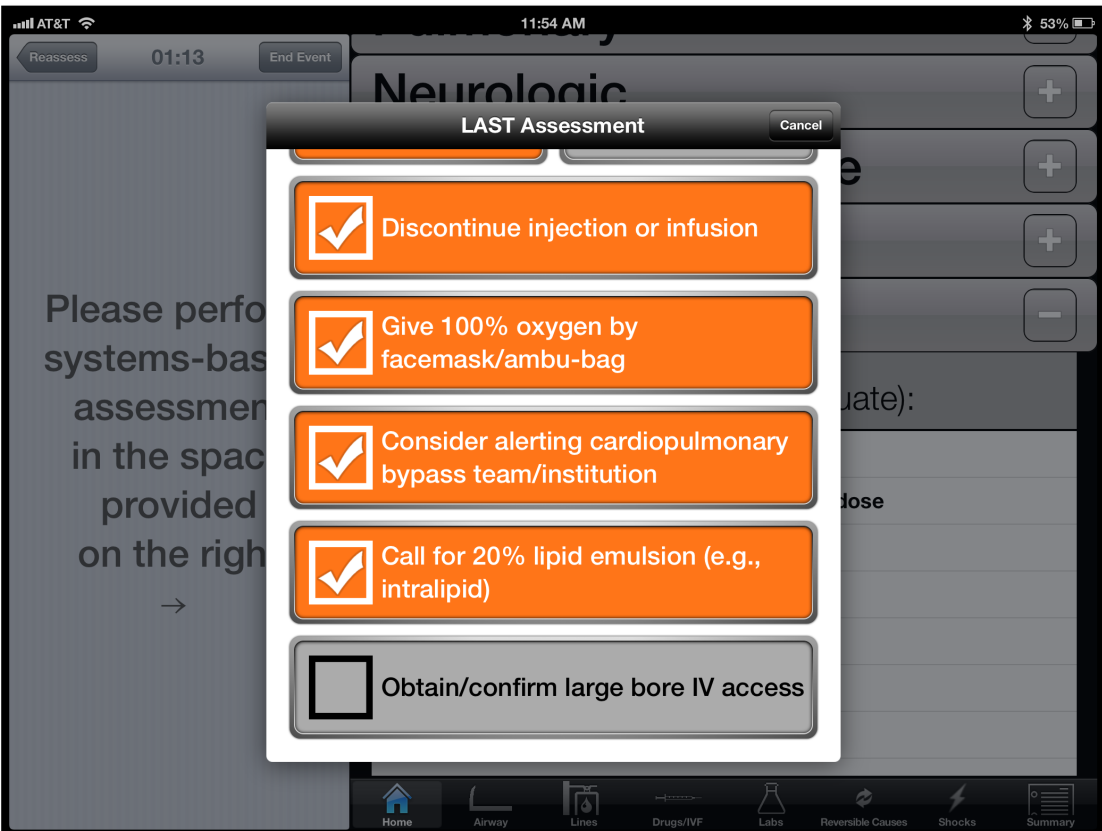 AT&T
11:54 AM
53%
Reassess
01:13
End Event
Neurologic
LAST Assessment
Cancel
Discontinue injection or infusion
Give 100% oxygen by
facemask/ambu-bag
Consider alerting cardiopulmonary
bypass team/institution
Call for 20% lipid emulsion (e.g.,
intralipid)
Obtain/confirm large bore IV access
Please perfo
systems-bas
assessmen
in the spac
provided
on the righ
→
e
uate):
dose
Home
Airway
Lines
Drugs/IVF
Labs
Reversible Causes
Shocks
Summary